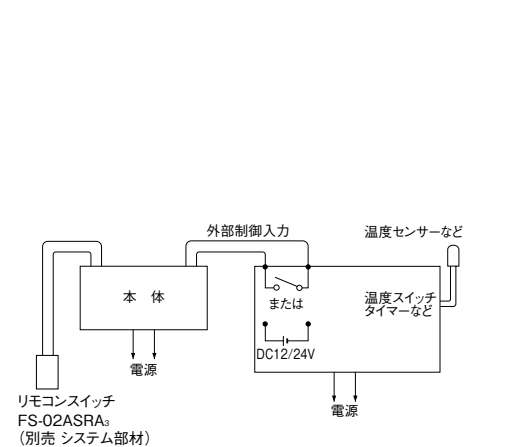 外部制御入力
温度センサーなど
本 体
または
温度スイッチ
タイマーなど
DC12/24V
電源
電源
リモコンスイッチ
FS-02ASRA₃
（別売 システム部材）